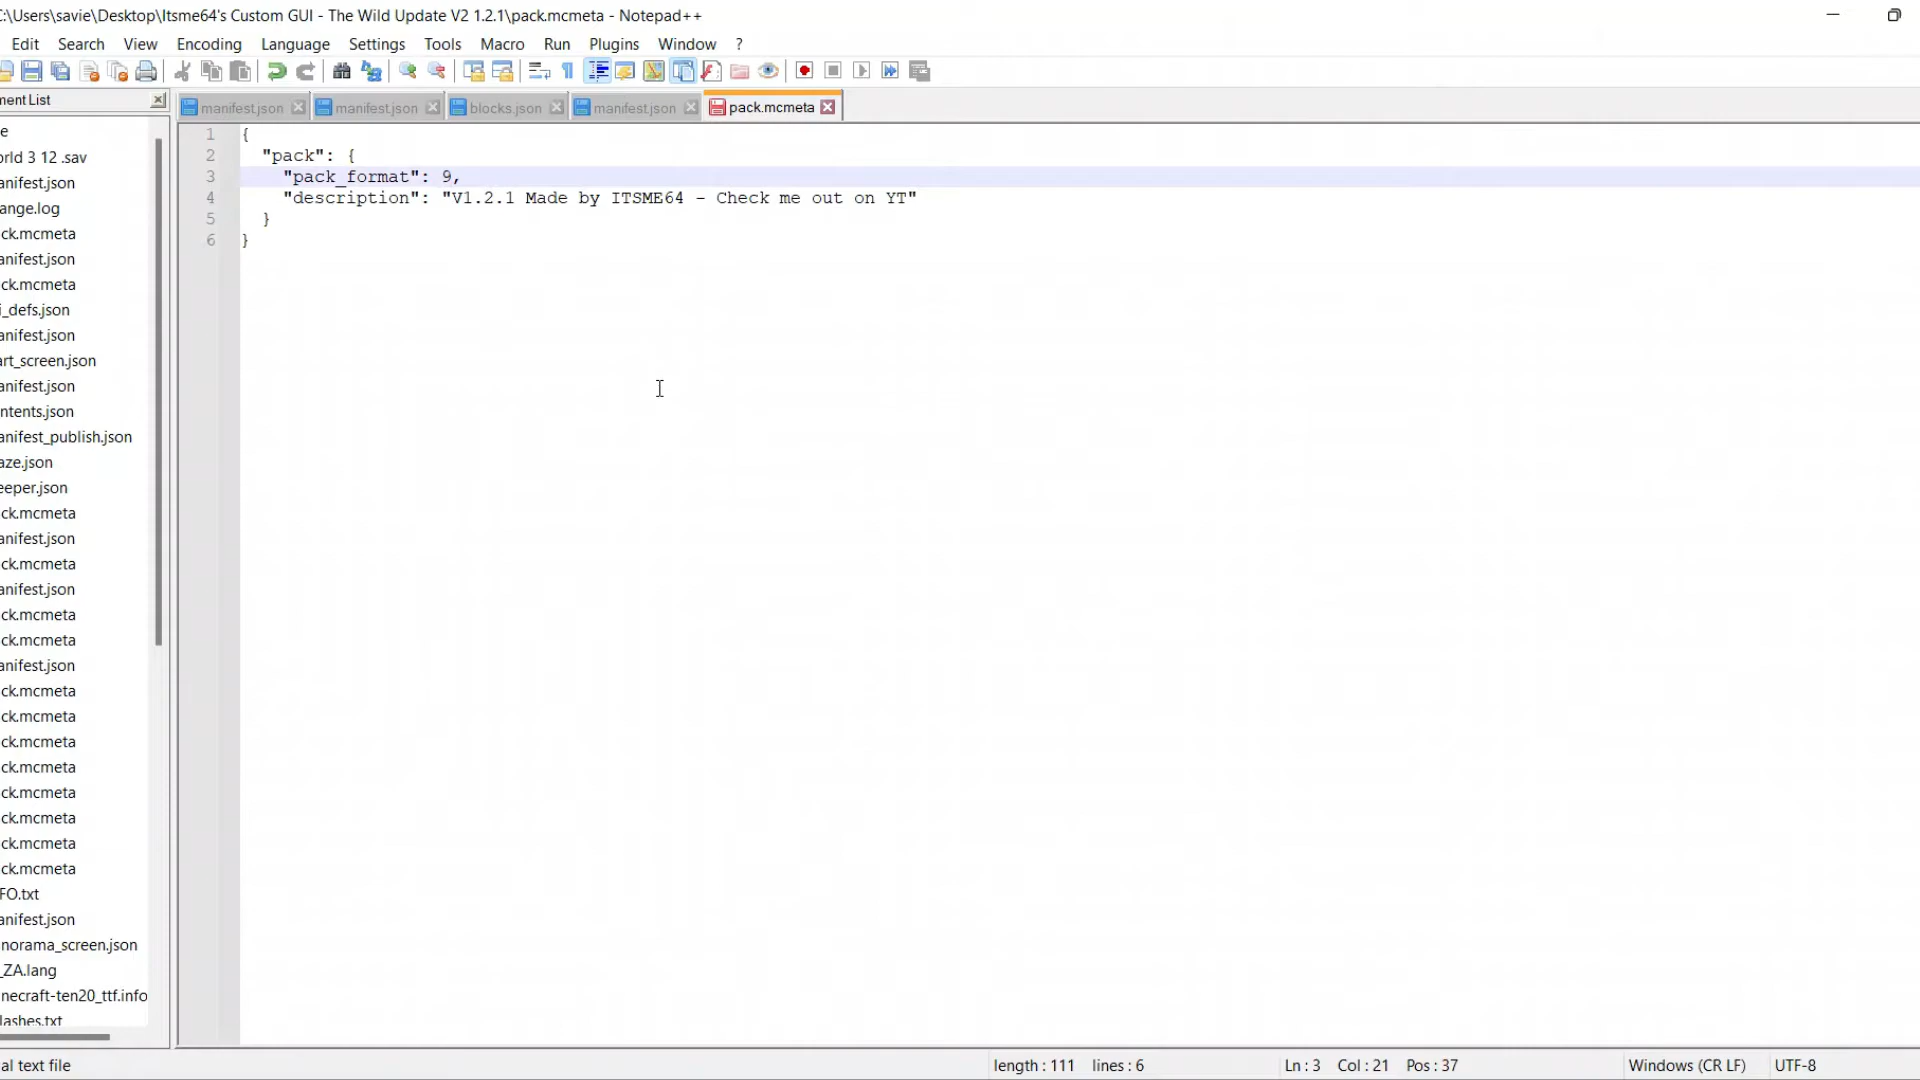 :\Users\savie\Desktop\Itsme64's Custom GUI - The Wild Update V2 1.2.1\pack.mcmeta - Notepad++
Edit Search View Encoding Language Settings Tools Macro Run Plugins Window ?
ment List
manifest.json manifest.json blocks.json manifest.json pack.mcmeta
e
orld 3 12 .sav
anifest.json
ange.log
ck.mcmeta
anifest.json
ck.mcmeta
i_defs.json
anifest.json
art_screen.json
anifest.json
ntents.json
anifest_publish.json
aze.json
eeper.json
ck.mcmeta
anifest.json
ck.mcmeta
anifest.json
ck.mcmeta
ck.mcmeta
anifest.json
ck.mcmeta
ck.mcmeta
ck.mcmeta
ck.mcmeta
ck.mcmeta
ck.mcmeta
ck.mcmeta
ck.mcmeta
FO.txt
anifest.json
norama_screen.json
_ZA.lang
necraft-ten20_ttf.info
lashes.txt
1 {
2 "pack": {
3 "pack_format": 9,
4 "description": "V1.2.1 Made by ITSME64 - Check me out on YT"
5 }
6 }
al text file
length : 111 lines : 6
Ln : 3 Col : 21 Pos : 37
Windows (CR LF)
UTF-8